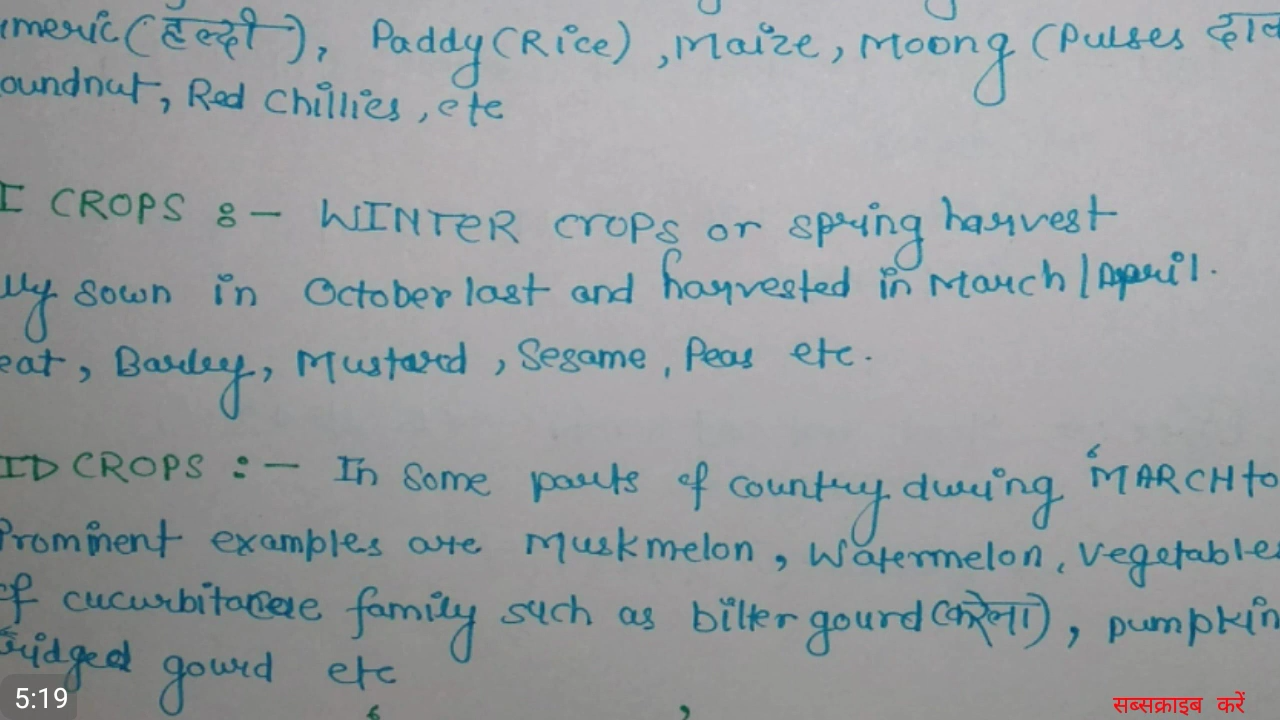 meric (हल्दी), Paddy (Rice), Maize, Moong (Pulses दाल
oundnut, Red Chillies, etc
I CROPS :- WINTER Crops or spring harvest
lly sown in October last and harvested in March / April.
eat, Barley, Mustard, Sesame, Peas etc.
ID CROPS :- In Some parts of country during 'MARCH to
Prominent examples are Muskmelon, Watermelon, vegetables
of family such as bitter gourd (करेला), pumpkin
ridged gourd etc
5:19
सब्सक्राइब करें